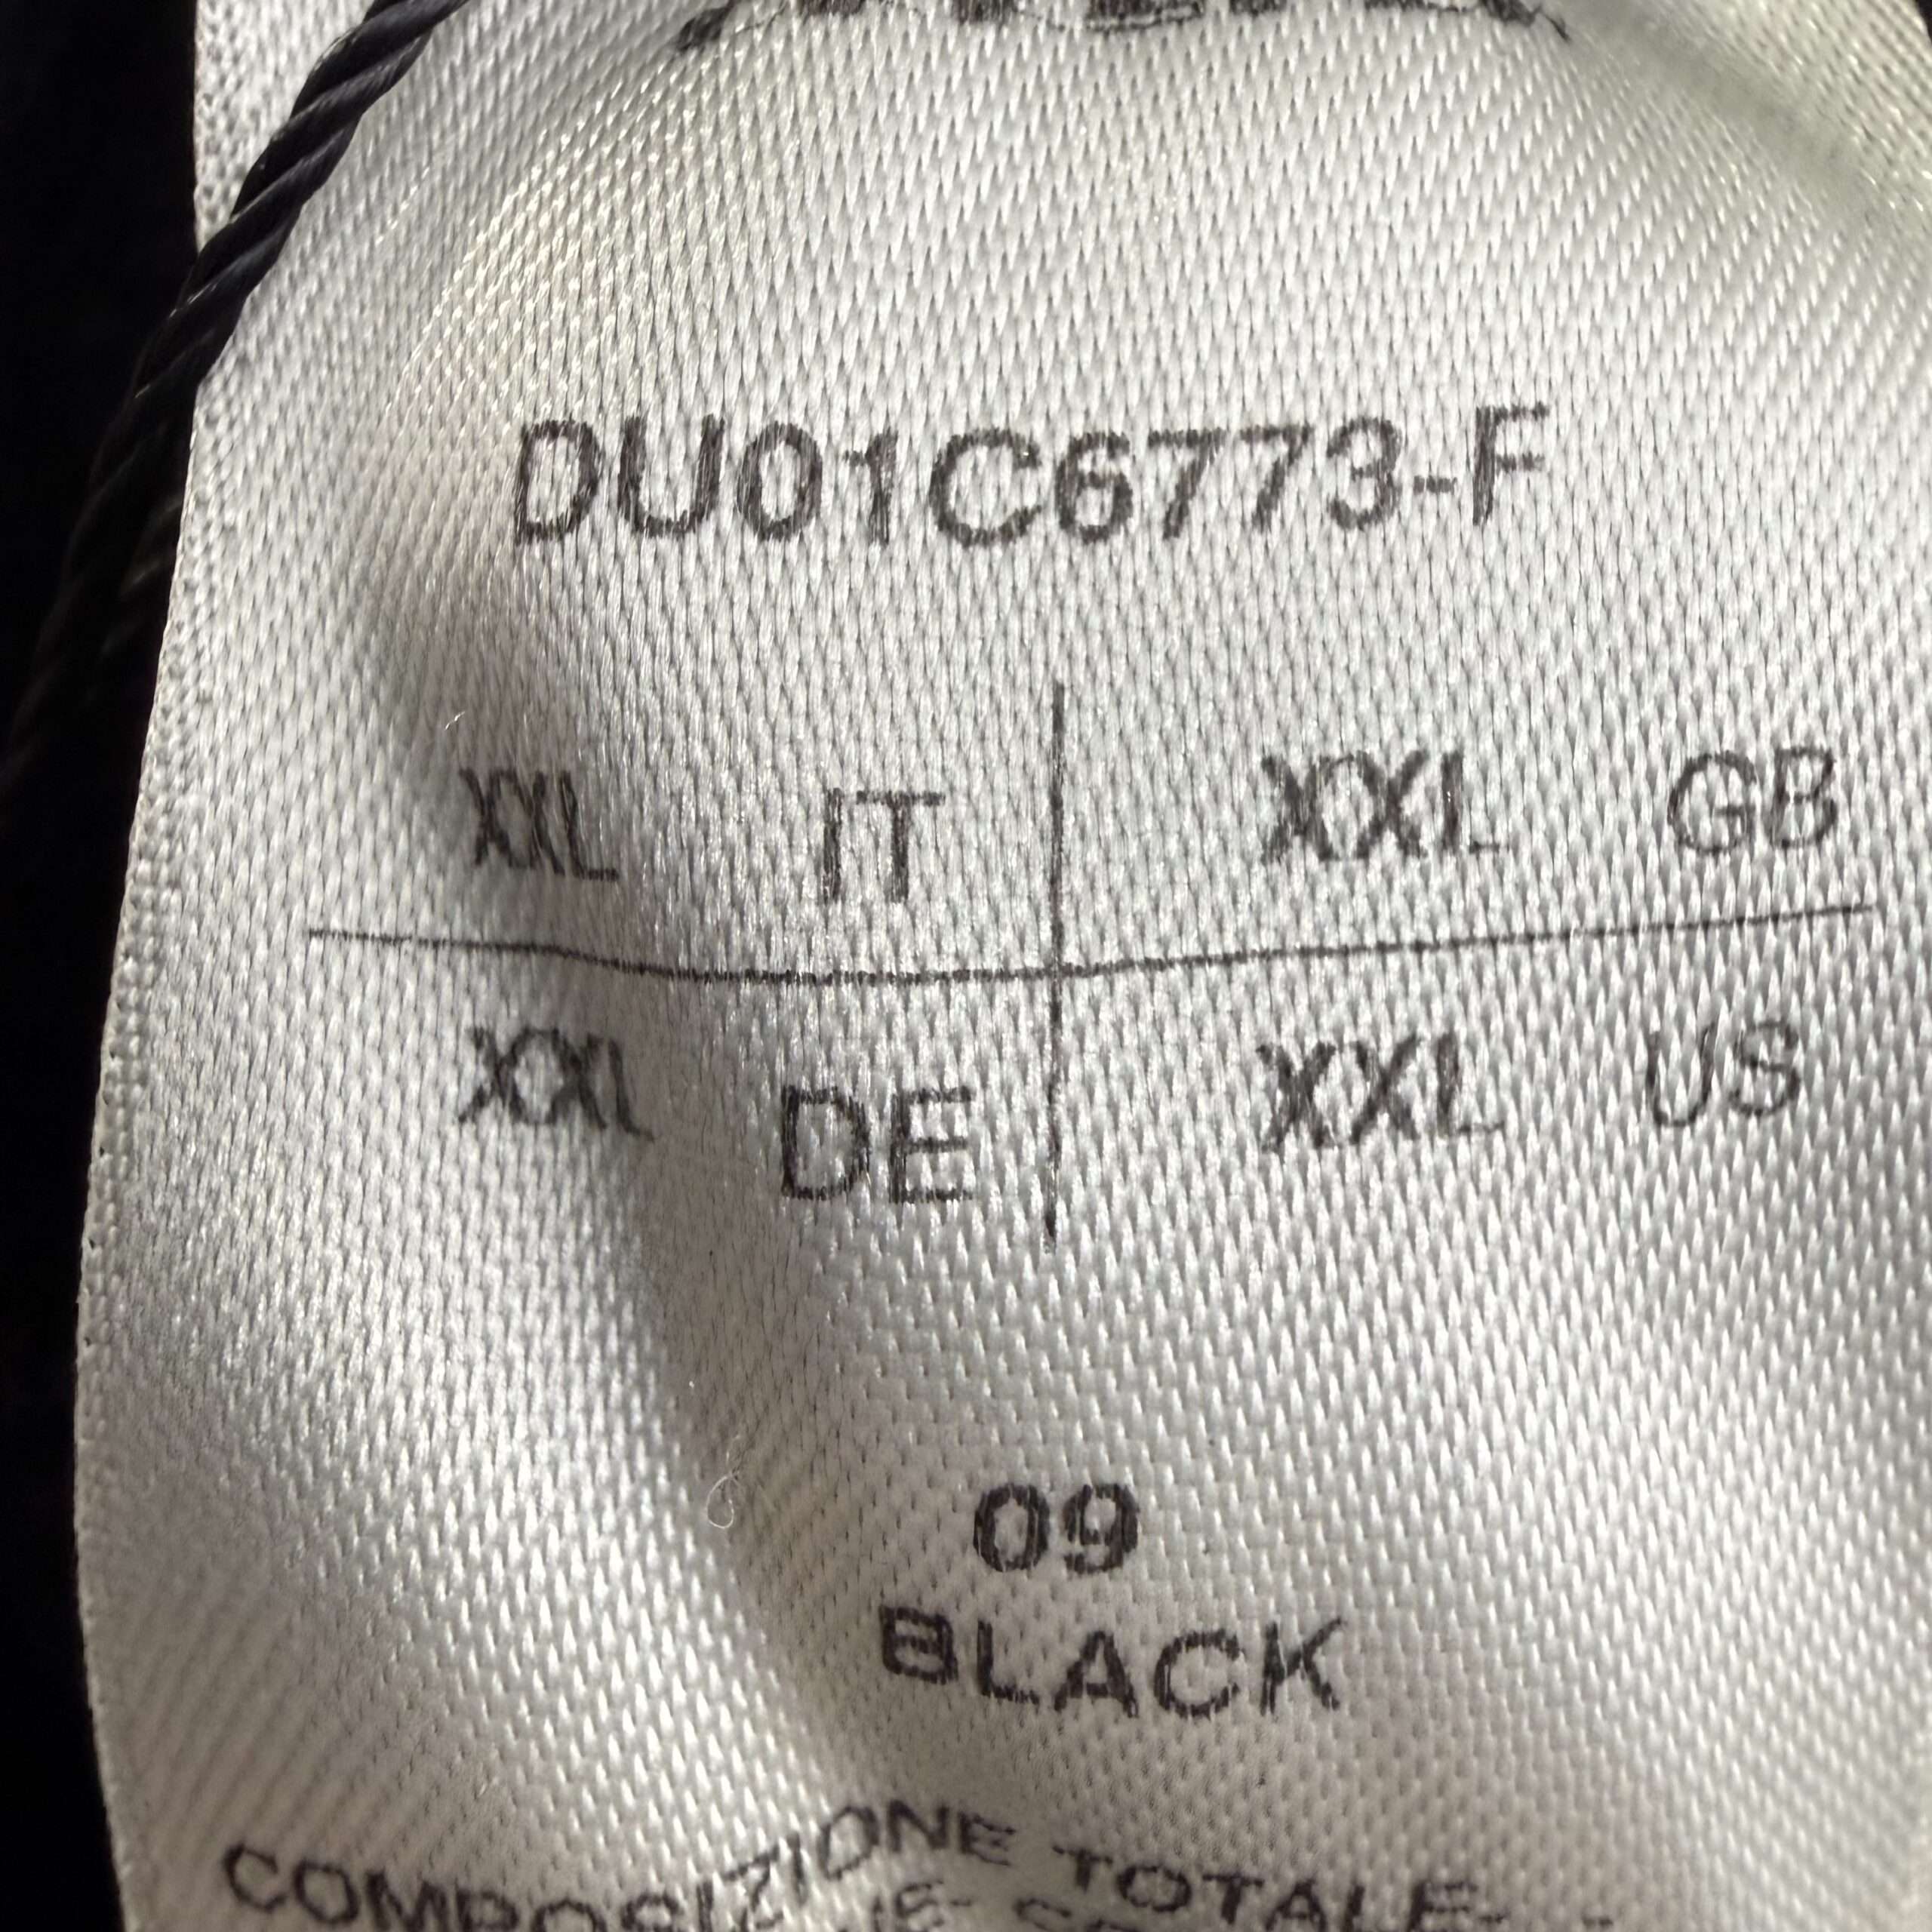 DU01C6773-F
XXL IT XXL GB
XXL DE XXL US
09
BLACK
COMPOSIZIONE TOTALE